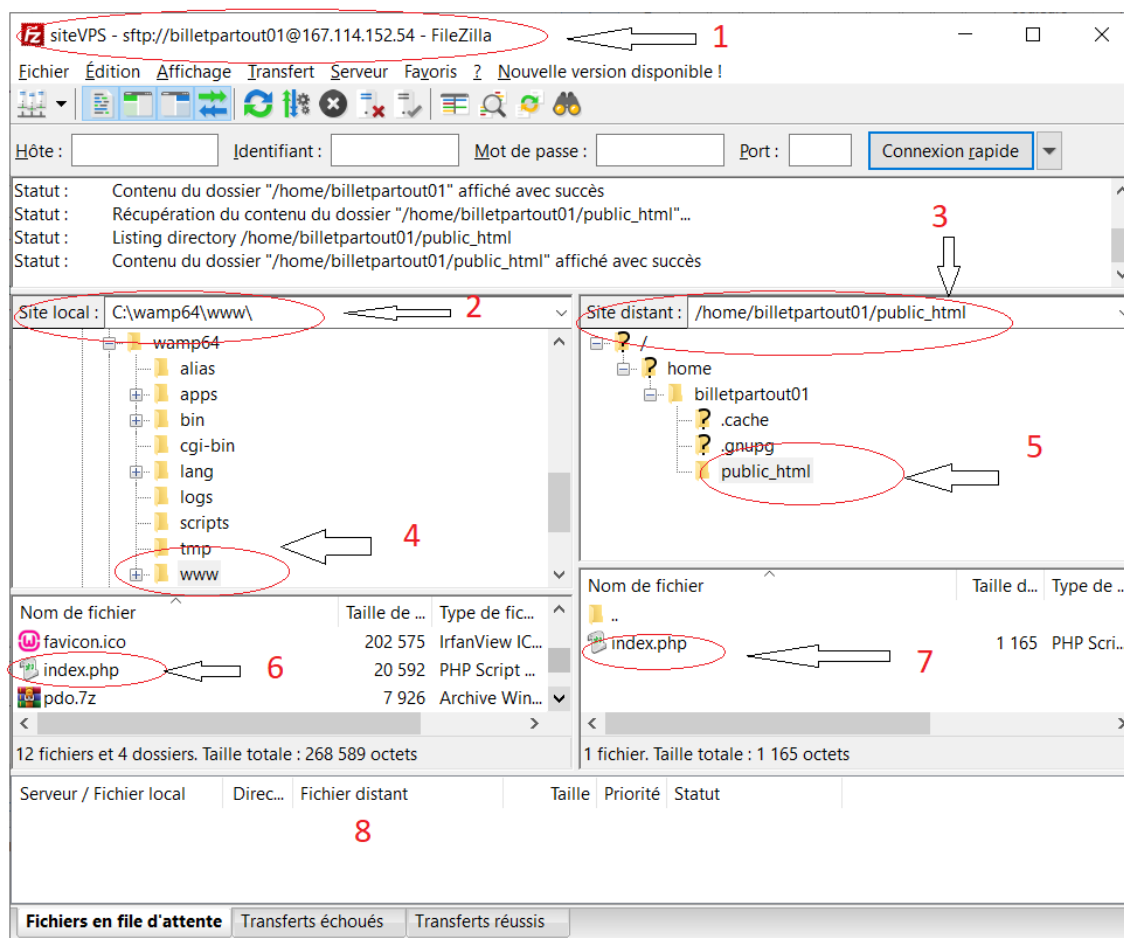 siteVPS - sftp://billetpartout01@167.114.152.54 - FileZilla
1
Fichier Édition Affichage Transfert Serveur Favoris ? Nouvelle version disponible !
Hôte : Identifiant : Mot de passe : Port : Connexion rapide
Statut : Contenu du dossier "/home/billetpartout01" affiché avec succès
Statut : Récupération du contenu du dossier "/home/billetpartout01/public_html"...
Statut : Listing directory /home/billetpartout01/public_html
Statut : Contenu du dossier "/home/billetpartout01/public_html" affiché avec succès
3
Site local : C:\wamp64\www\
2
wamp64
alias
apps
bin
cgi-bin
lang
logs
scripts
tmp
www
4
Nom de fichier Taille de ... Type de fic...
favicon.ico 202 575 IrfanView IC...
index.php 20 592 PHP Script ...
6
pdo.7z 7 926 Archive Win...
12 fichiers et 4 dossiers. Taille totale : 268 589 octets
Site distant : /home/billetpartout01/public_html
/
home
billetpartout01
.cache
.gnupg
public_html
5
Nom de fichier Taille d... Type de ...
..
index.php 1 165 PHP Scri...
7
1 fichier. Taille totale : 1 165 octets
Serveur / Fichier local Direc... Fichier distant Taille Priorité Statut
8
Fichiers en file d'attente Transferts échoués Transferts réussis